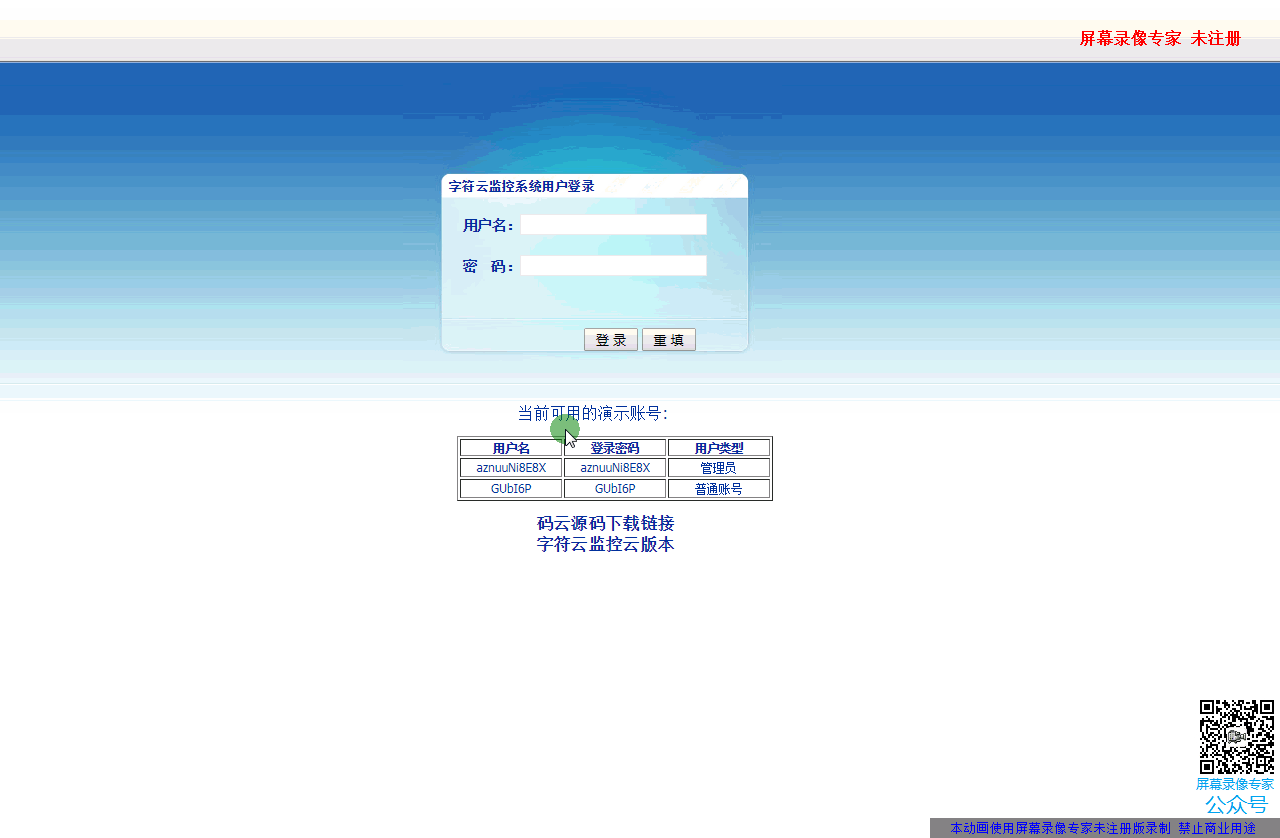 屏幕录像专家 未注册
字符云监控系统用户登录
用户名：
密 码：
登 录 重 填
当前可用的演示账号:
用户名 登录密码 用户类型
aznuuNi8E8X aznuuNi8E8X 管理员
GUbI6P GUbI6P 普通账号
码云源码下载链接
字符云监控云版本
屏幕录像专家
公众号
本动画使用屏幕录像专家未注册版录制 禁止商业用途